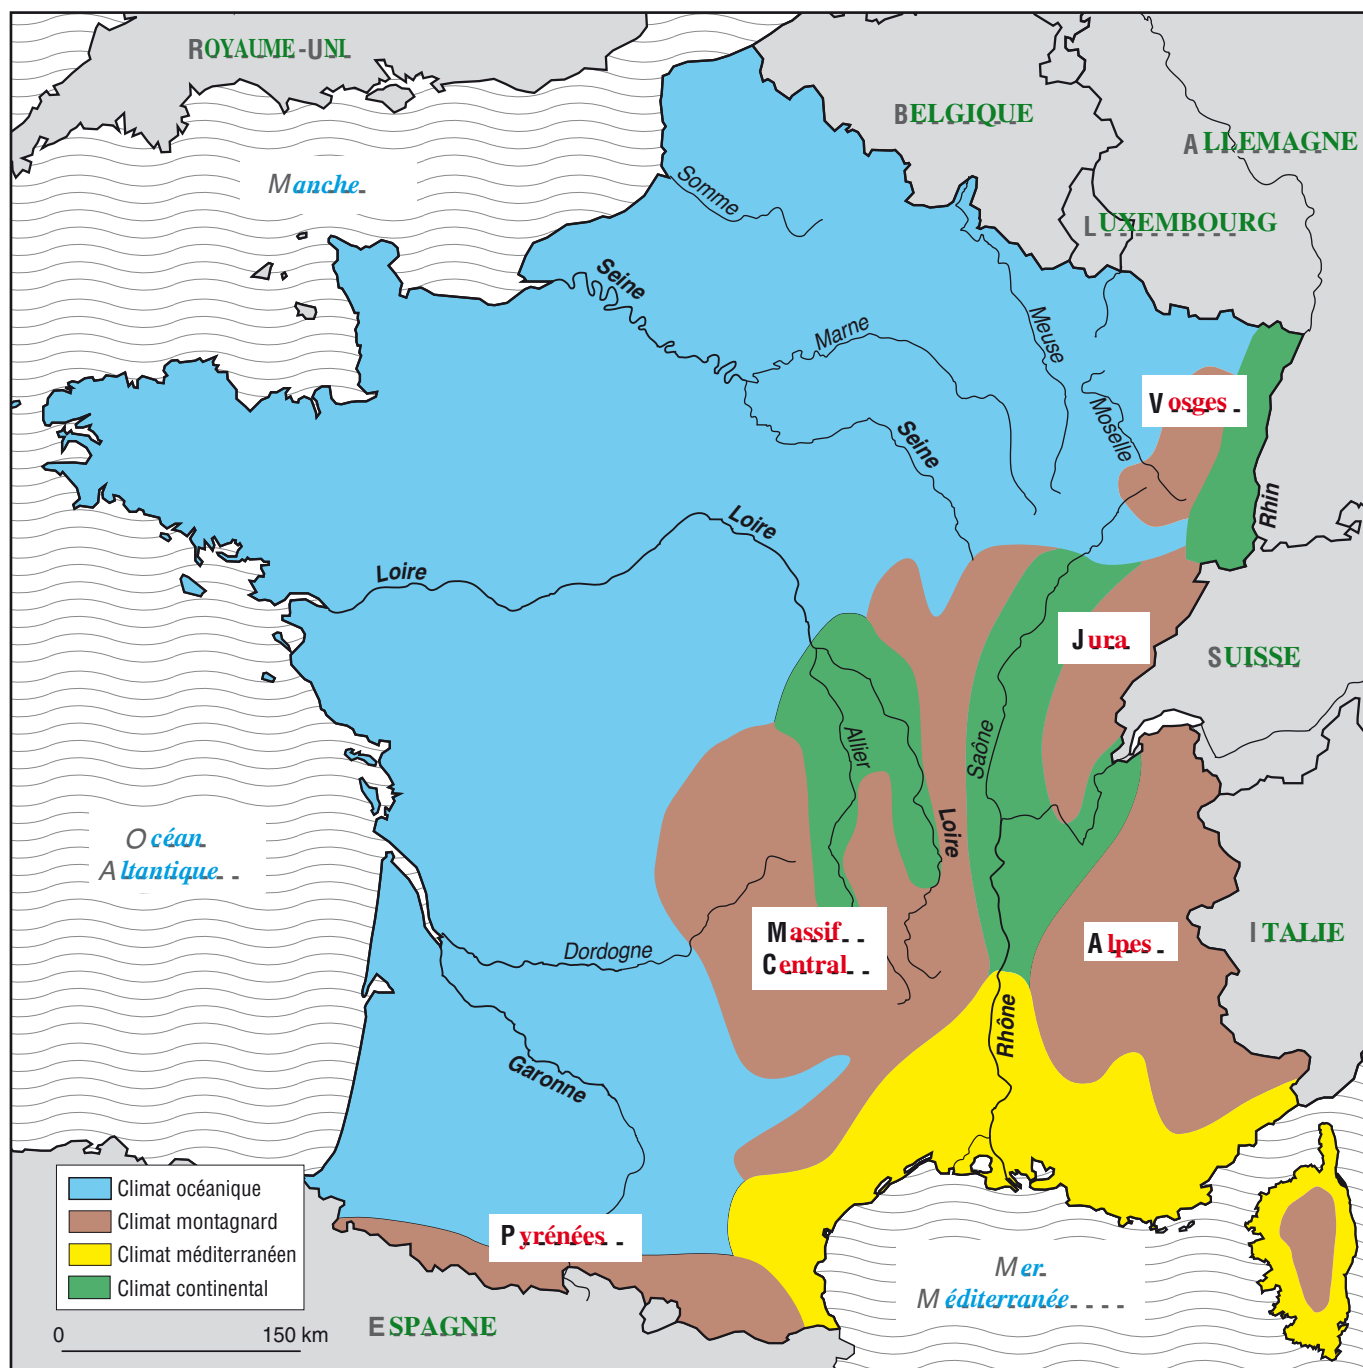 ROYAUME-UNI
BELGIQUE
ALLEMAGNE
Manche
Somme
LUXEMBOURG
Seine
Marne
Meuse
Vosges
Moselle
Seine
Rhin
Loire
Loire
Jura
SUISSE
Allier
Saône
Loire
Océan
Altantique
Massif
Central
Alpes
ITALIE
Dordogne
Rhône
Garonne
Climat océanique
Climat montagnard
Climat méditerranéen
Climat continental
Pyrénées
Mer
Méditerranée
ESPAGNE
0 150 km